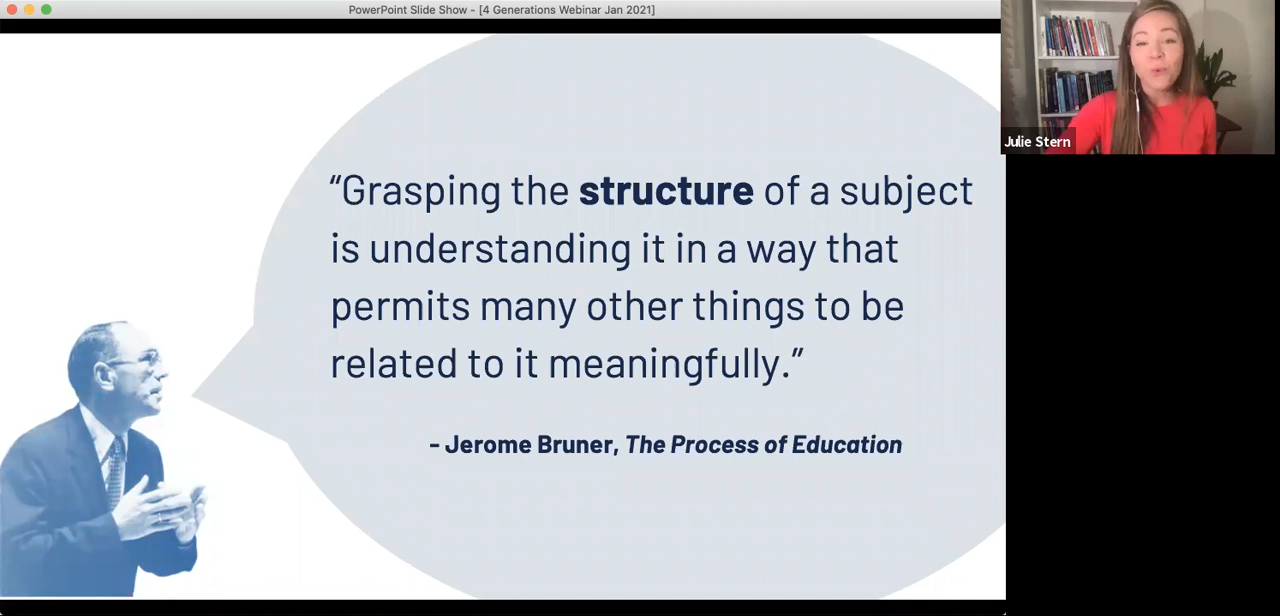 PowerPoint Slide Show - [4 Generations Webinar Jan 2021]
Julie Stern
“Grasping the structure of a subject
is understanding it in a way that
permits many other things to be
related to it meaningfully.”
– Jerome Bruner, The Process of Education